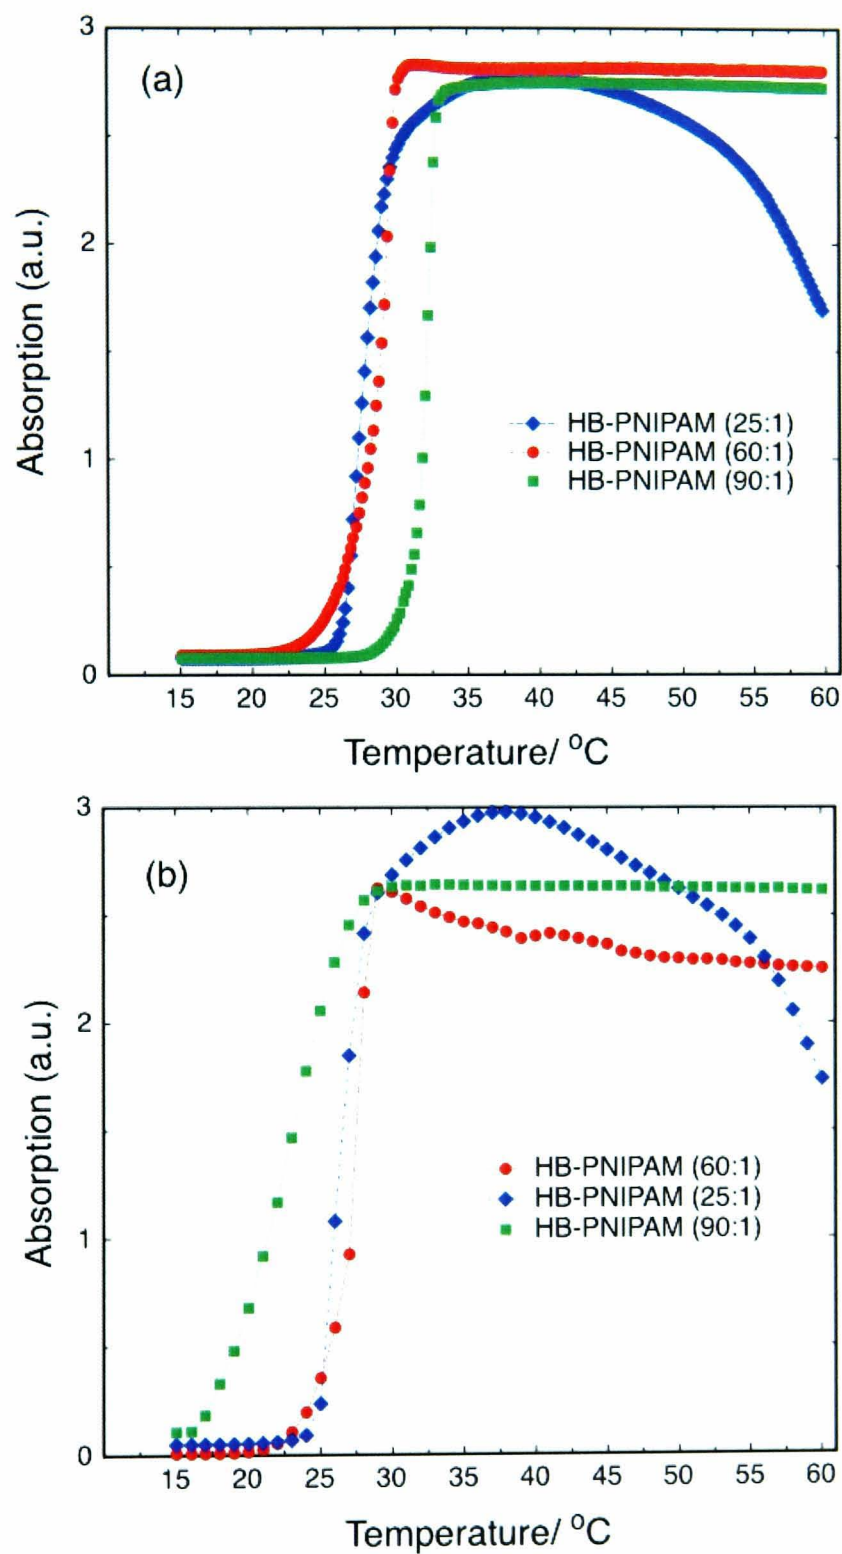 3
(a)
2
Absorption (a.u.)
HB-PNIPAM (25:1)
HB-PNIPAM (60:1)
1
HB-PNIPAM (90:1)
0
15 20 25 30 35 40 45 50 55 60
Temperature/ °C
3
(b)
2
Absorption (a.u.)
HB-PNIPAM (60:1)
HB-PNIPAM (25:1)
HB-PNIPAM (90:1)
1
0
15 20 25 30 35 40 45 50 55 60
Temperature/ °C